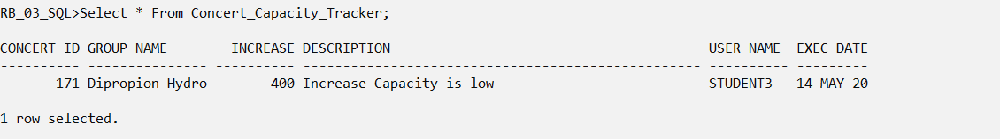 RB_03_SQL>Select * From Concert_Capacity_Tracker;
CONCERT_ID GROUP_NAME INCREASE DESCRIPTION USER_NAME EXEC_DATE
---------- --------------- ---------- -------------------------------------------------- ---------- ---------
171 Dipropion Hydro 400 Increase Capacity is low STUDENT3 14-MAY-20
1 row selected.